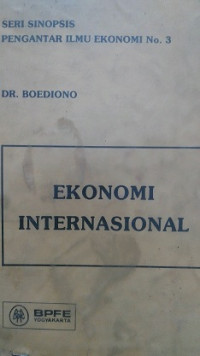 SERI SINOPSIS
PENGANTAR ILMU EKONOMI No. 3
DR. BOEDIONO
EKONOMI
INTERNASIONAL
BPFE
YOGYAKARTA